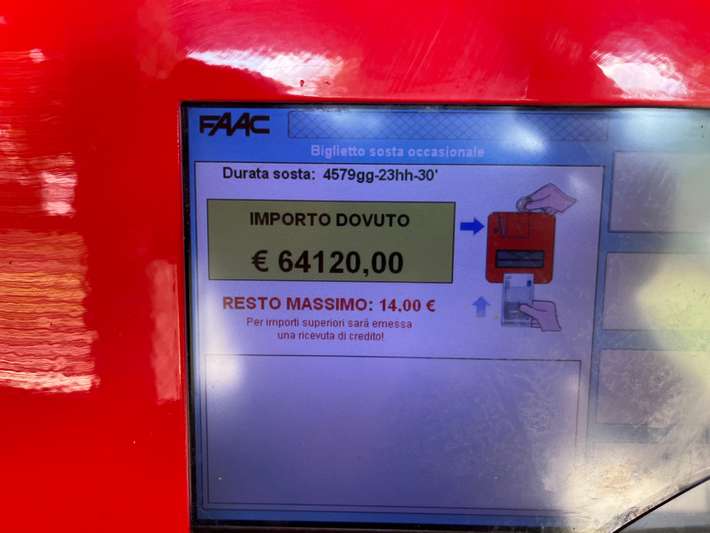 FAAC
Biglietto sosta occasionale
Durata sosta: 4579gg-23hh-30'
IMPORTO DOVUTO
€ 64120,00
RESTO MASSIMO: 14.00 €
Per importi superiori sarà emessa
una ricevuta di credito!